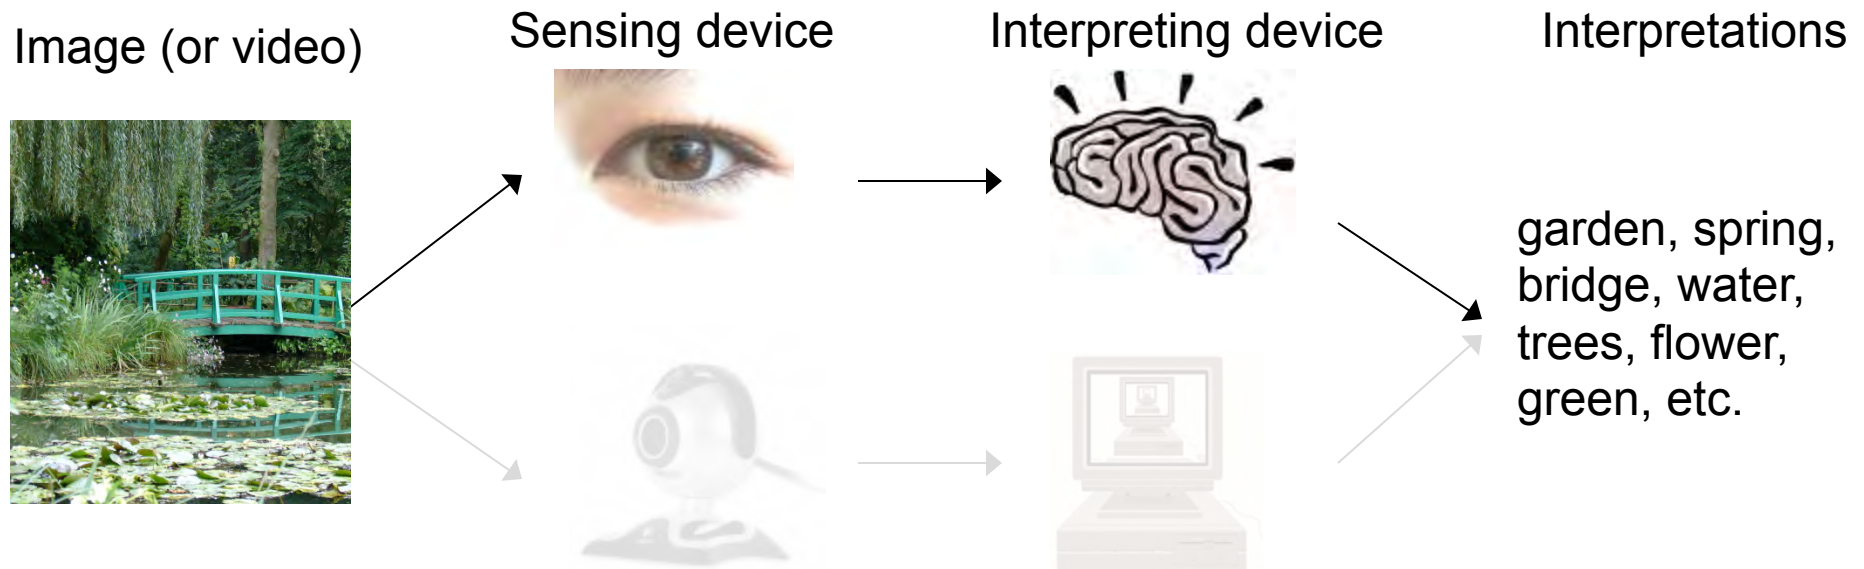 Image (or video)
Sensing device
Interpreting device
Interpretations
garden, spring,
bridge, water,
trees, flower,
green, etc.